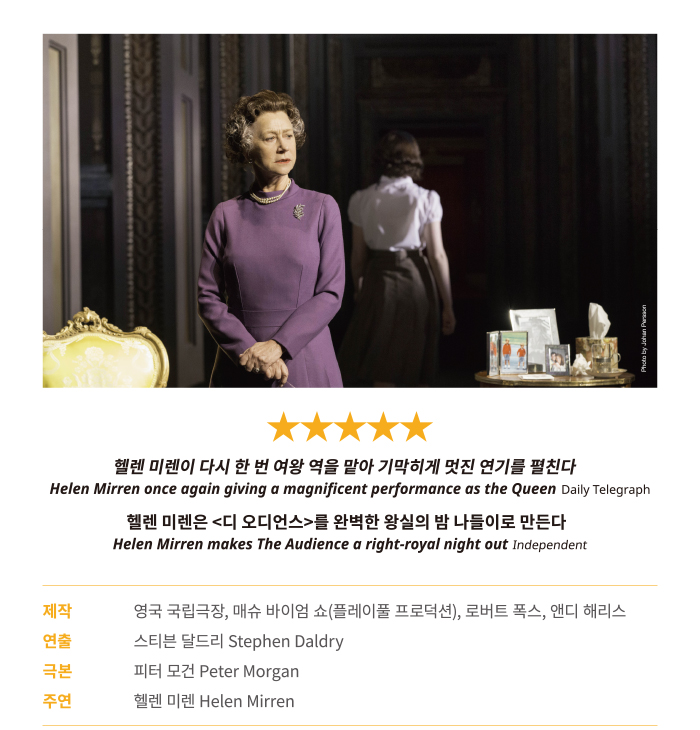 Photo by Johan Persson
헬렌 미렌이 다시 한 번 여왕 역을 맡아 기막히게 멋진 연기를 펼친다
Helen Mirren once again giving a magnificent performance as the Queen Daily Telegraph
헬렌 미렌은 <디 오디언스>를 완벽한 왕실의 밤 나들이로 만든다
Helen Mirren makes The Audience a right-royal night out Independent
제작 영국 국립극장, 매슈 바이엄 쇼(플레이풀 프로덕션), 로버트 폭스, 앤디 해리스
연출 스티븐 달드리 Stephen Daldry
극본 피터 모건 Peter Morgan
주연 헬렌 미렌 Helen Mirren